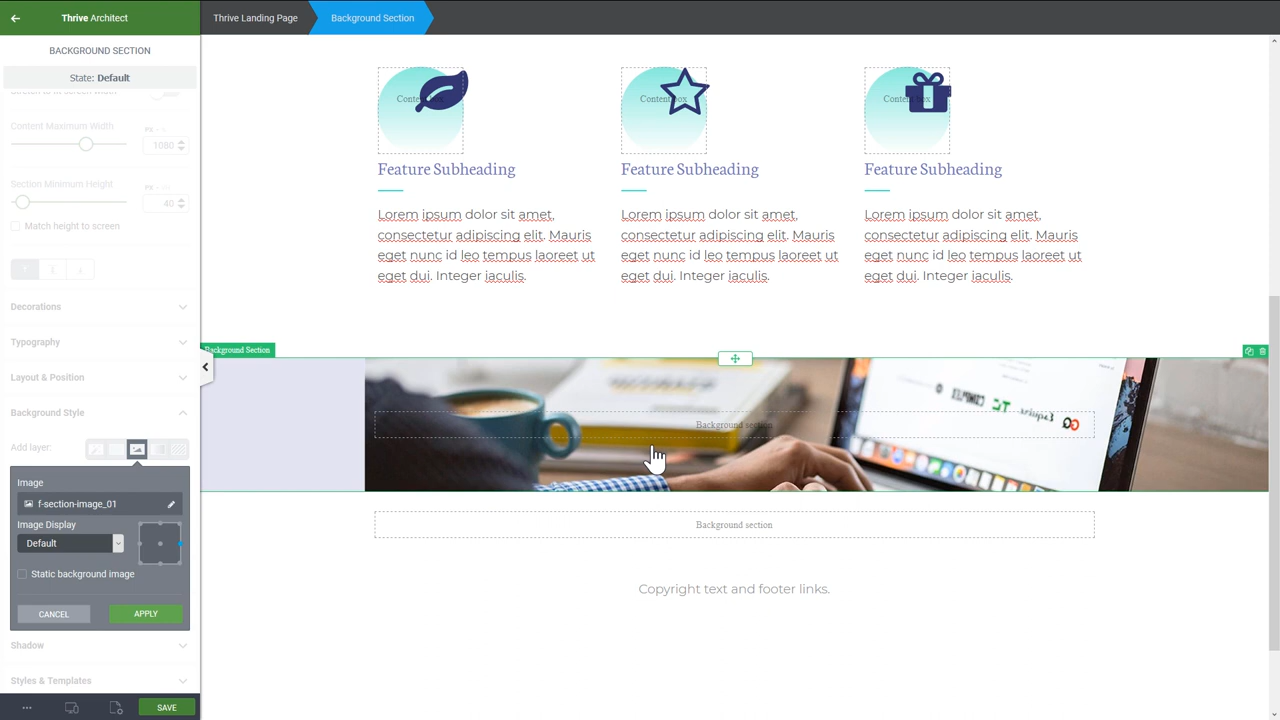 Thrive Architect
Thrive Landing Page
Background Section
BACKGROUND SECTION
State: Default
Content Maximum Width
1080
Section Minimum Height
40
Match height to screen
Decorations
Typography
Layout & Position
Background Style
Add layer:
Image
f-section-image_01
Image Display
Default
Static background image
CANCEL
APPLY
Shadow
Styles & Templates
SAVE
Content box
Feature Subheading
Lorem ipsum dolor sit amet,
consectetur adipiscing elit. Mauris
eget nunc id leo tempus laoreet ut
eget dui. Integer iaculis.
Content box
Feature Subheading
Lorem ipsum dolor sit amet,
consectetur adipiscing elit. Mauris
eget nunc id leo tempus laoreet ut
eget dui. Integer iaculis.
Content box
Feature Subheading
Lorem ipsum dolor sit amet,
consectetur adipiscing elit. Mauris
eget nunc id leo tempus laoreet ut
eget dui. Integer iaculis.
Background Section
Background section
Background section
Copyright text and footer links.